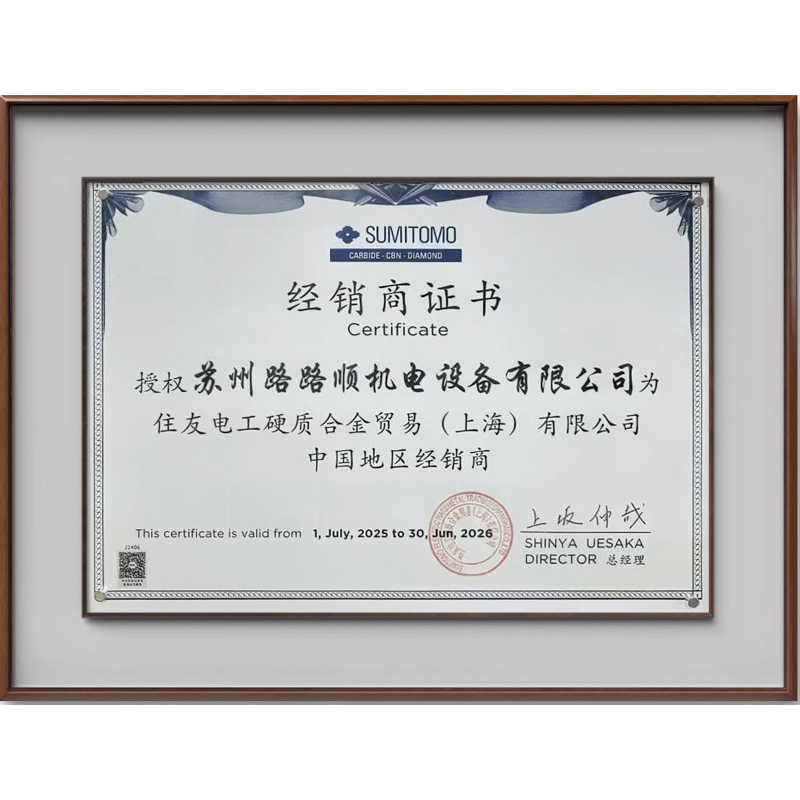 SUMITOMO
CARBIDE - CBN - DIAMOND
经销商证书
Certificate
授权 苏州路路顺机电设备有限公司 为
住友电工硬质合金贸易（上海）有限公司
中国地区经销商
This certificate is valid from 1, July, 2025 to 30, Jun, 2026
上坂伸哉
SHINYA UESAKA
DIRECTOR 总经理
J2406